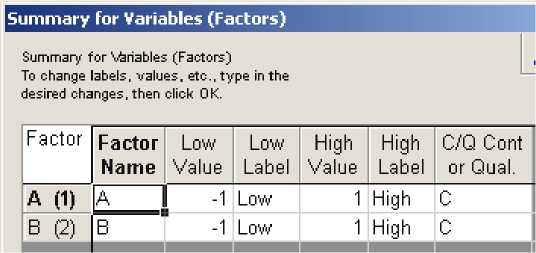 Summary for Variables (Factors)
Summary for Variables (Factors)
To change labels, values, etc., type in the
desired changes, then click OK.
Factor Factor Name Low Value Low Label High Value High Label C/Q Cont or Qual.
A (1) A -1 Low 1 High C
B (2) B -1 Low 1 High C